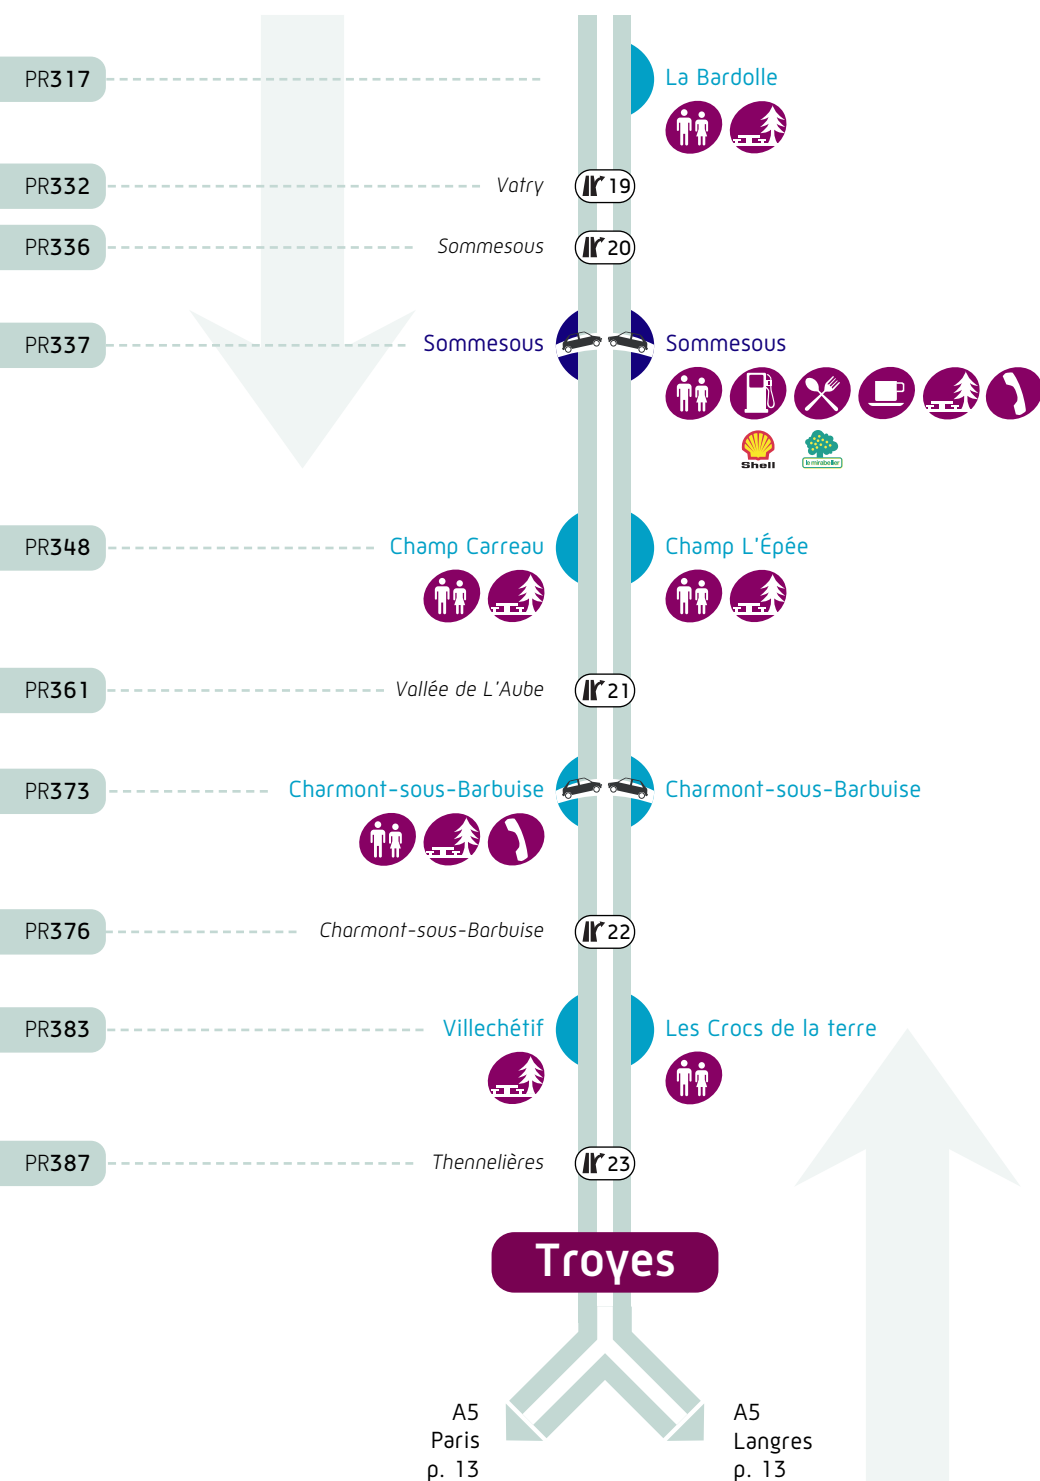 PR317
La Bardolle
PR332
Vatry
19
PR336
Sommesous
20
PR337
Sommesous
Sommesous
Shell
le mirabellier
PR348
Champ Carreau
Champ L'Épée
PR361
Vallée de L'Aube
21
PR373
Charmont-sous-Barbuise
Charmont-sous-Barbuise
PR376
Charmont-sous-Barbuise
22
PR383
Villechétif
Les Crocs de la terre
PR387
Thennelières
23
Troyes
A5
Paris
p. 13
A5
Langres
p. 13